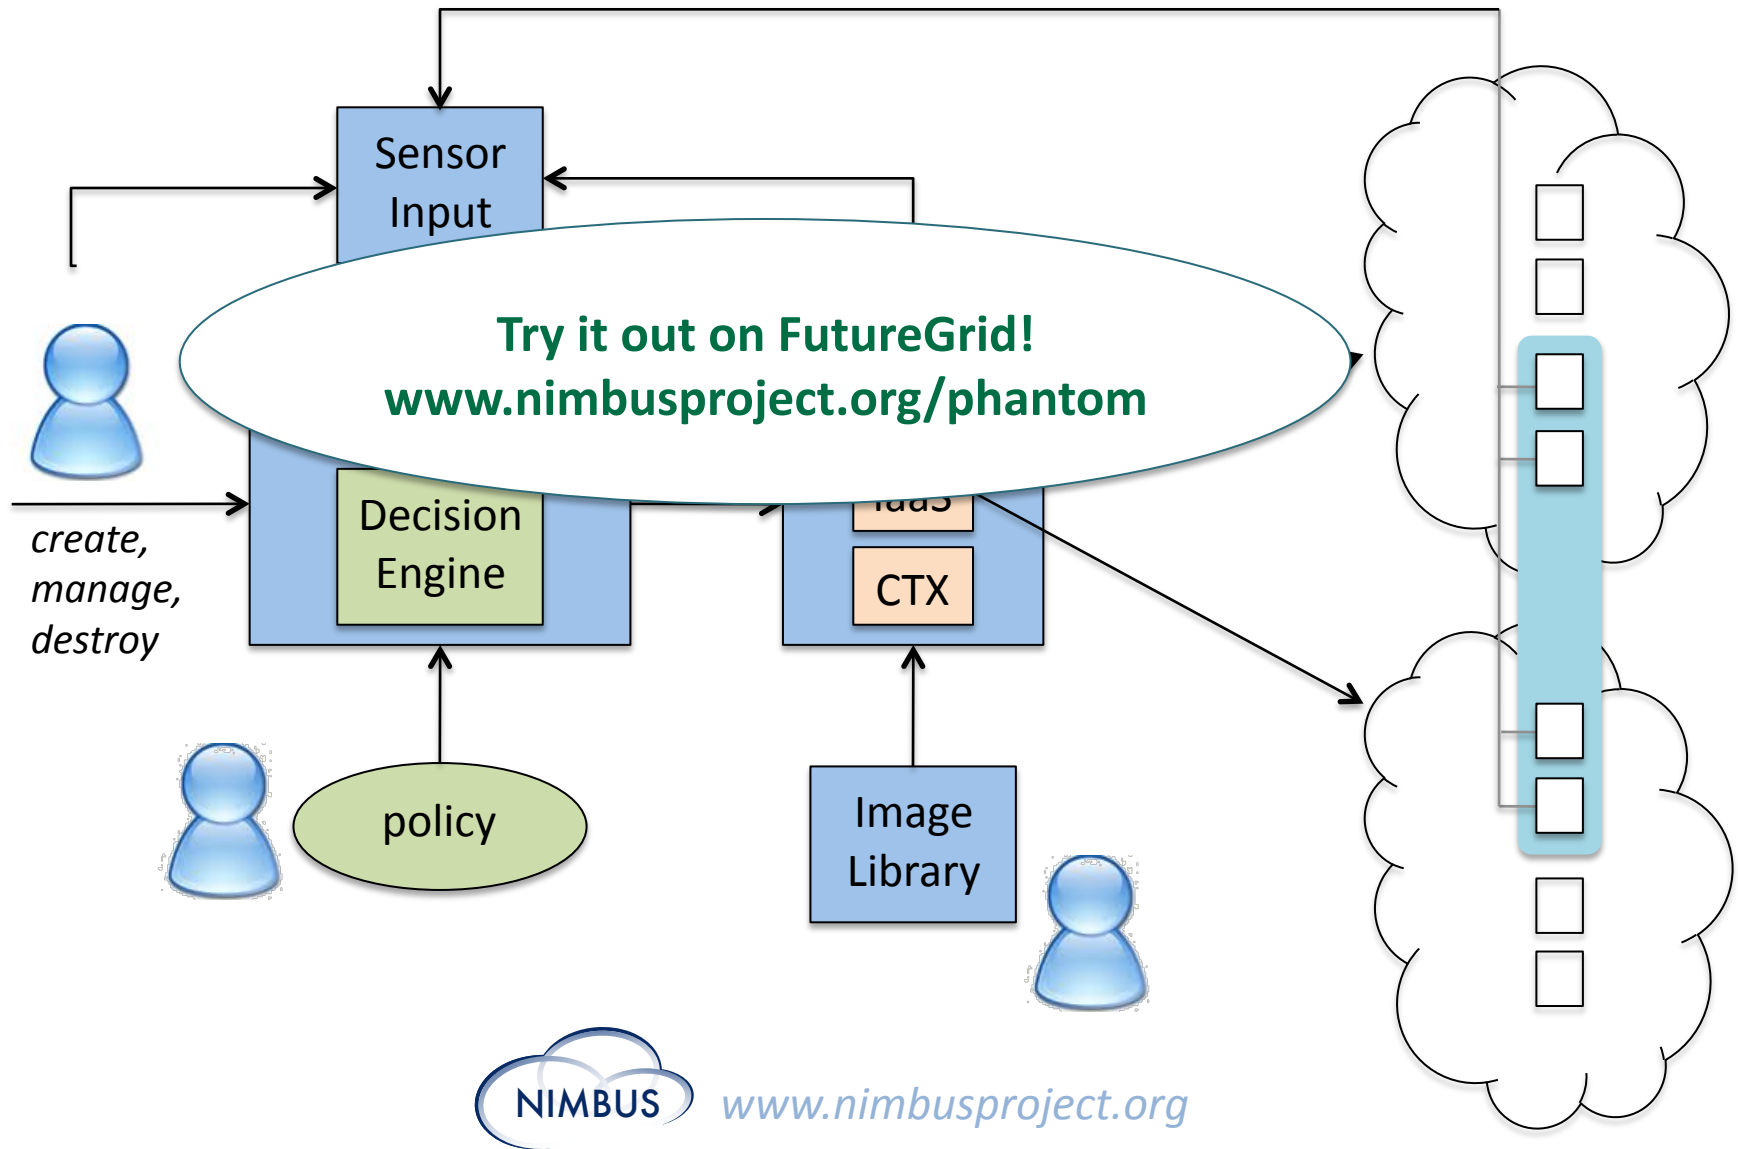 Sensor
Input
Try it out on FutureGrid!
www.nimbusproject.org/phantom
Decision
Engine
IaaS
CTX
create,
manage,
destroy
policy
Image
Library
NIMBUS
www.nimbusproject.org